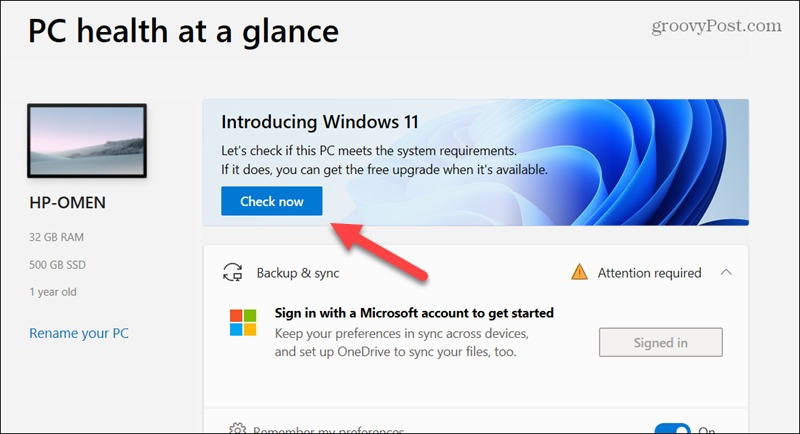 PC health at a glance
groovyPost.com
HP-OMEN
32 GB RAM
500 GB SSD
1 year old
Rename your PC
Introducing Windows 11
Let's check if this PC meets the system requirements.
If it does, you can get the free upgrade when it's available.
Check now
Backup & sync
Attention required
Sign in with a Microsoft account to get started
Keep your preferences in sync across devices,
and set up OneDrive to sync your files, too.
Signed in
Remember my preferences
On